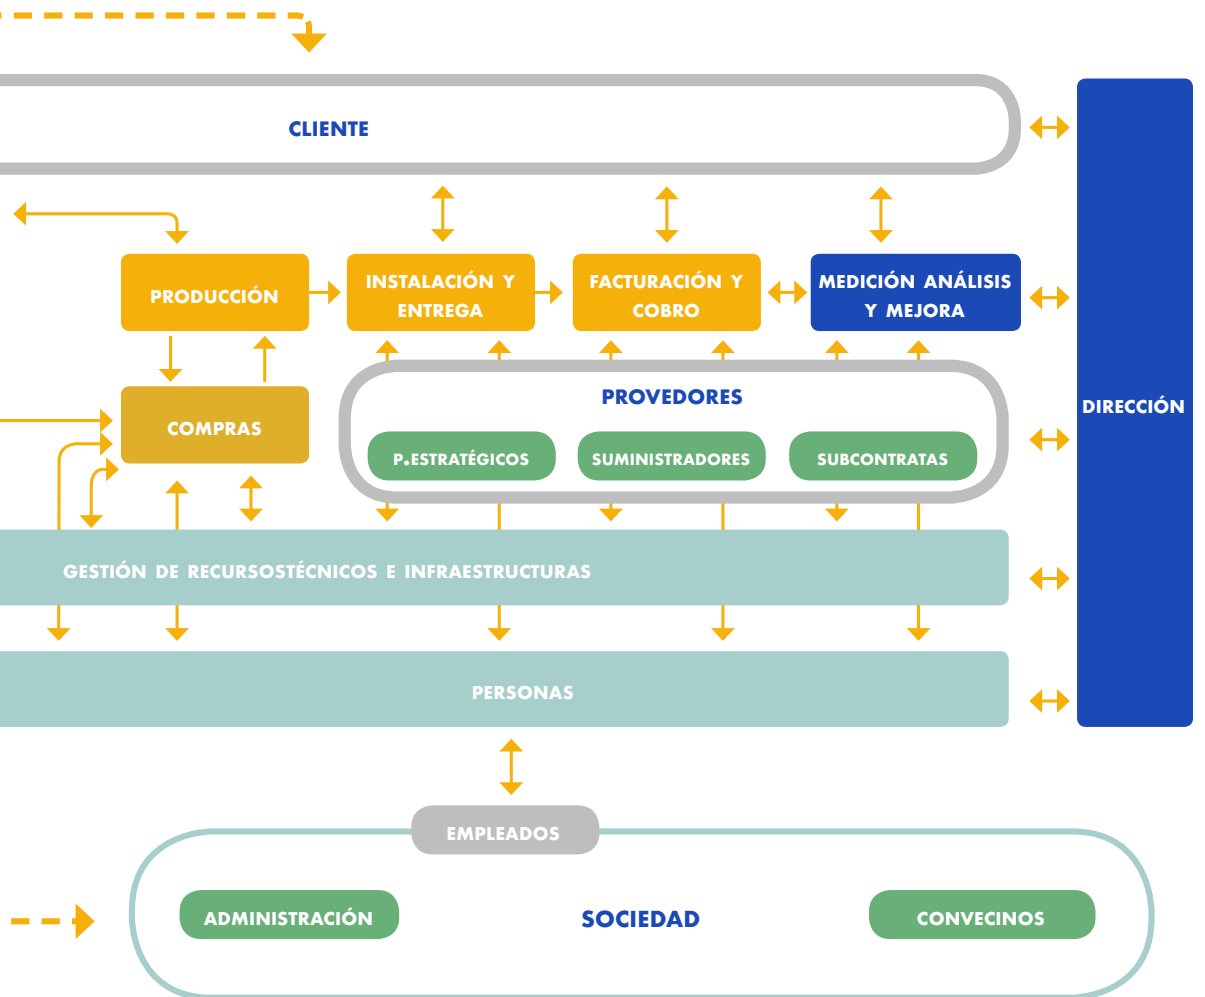 CLIENTE
PRODUCCIÓN
INSTALACIÓN Y
ENTREGA
FACTURACIÓN Y
COBRO
MEDICIÓN ANÁLISIS
Y MEJORA
DIRECCIÓN
COMPRAS
PROVEDORES
P.ESTRATÉGICOS
SUMINISTRADORES
SUBCONTRATAS
GESTIÓN DE RECURSOSTÉCNICOS E INFRAESTRUCTURAS
PERSONAS
EMPLEADOS
ADMINISTRACIÓN
SOCIEDAD
CONVECINOS